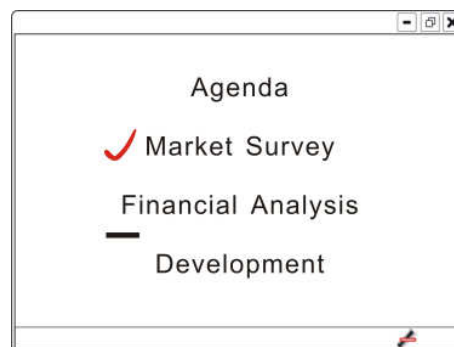 Agenda
Market Survey
Financial Analysis
Development